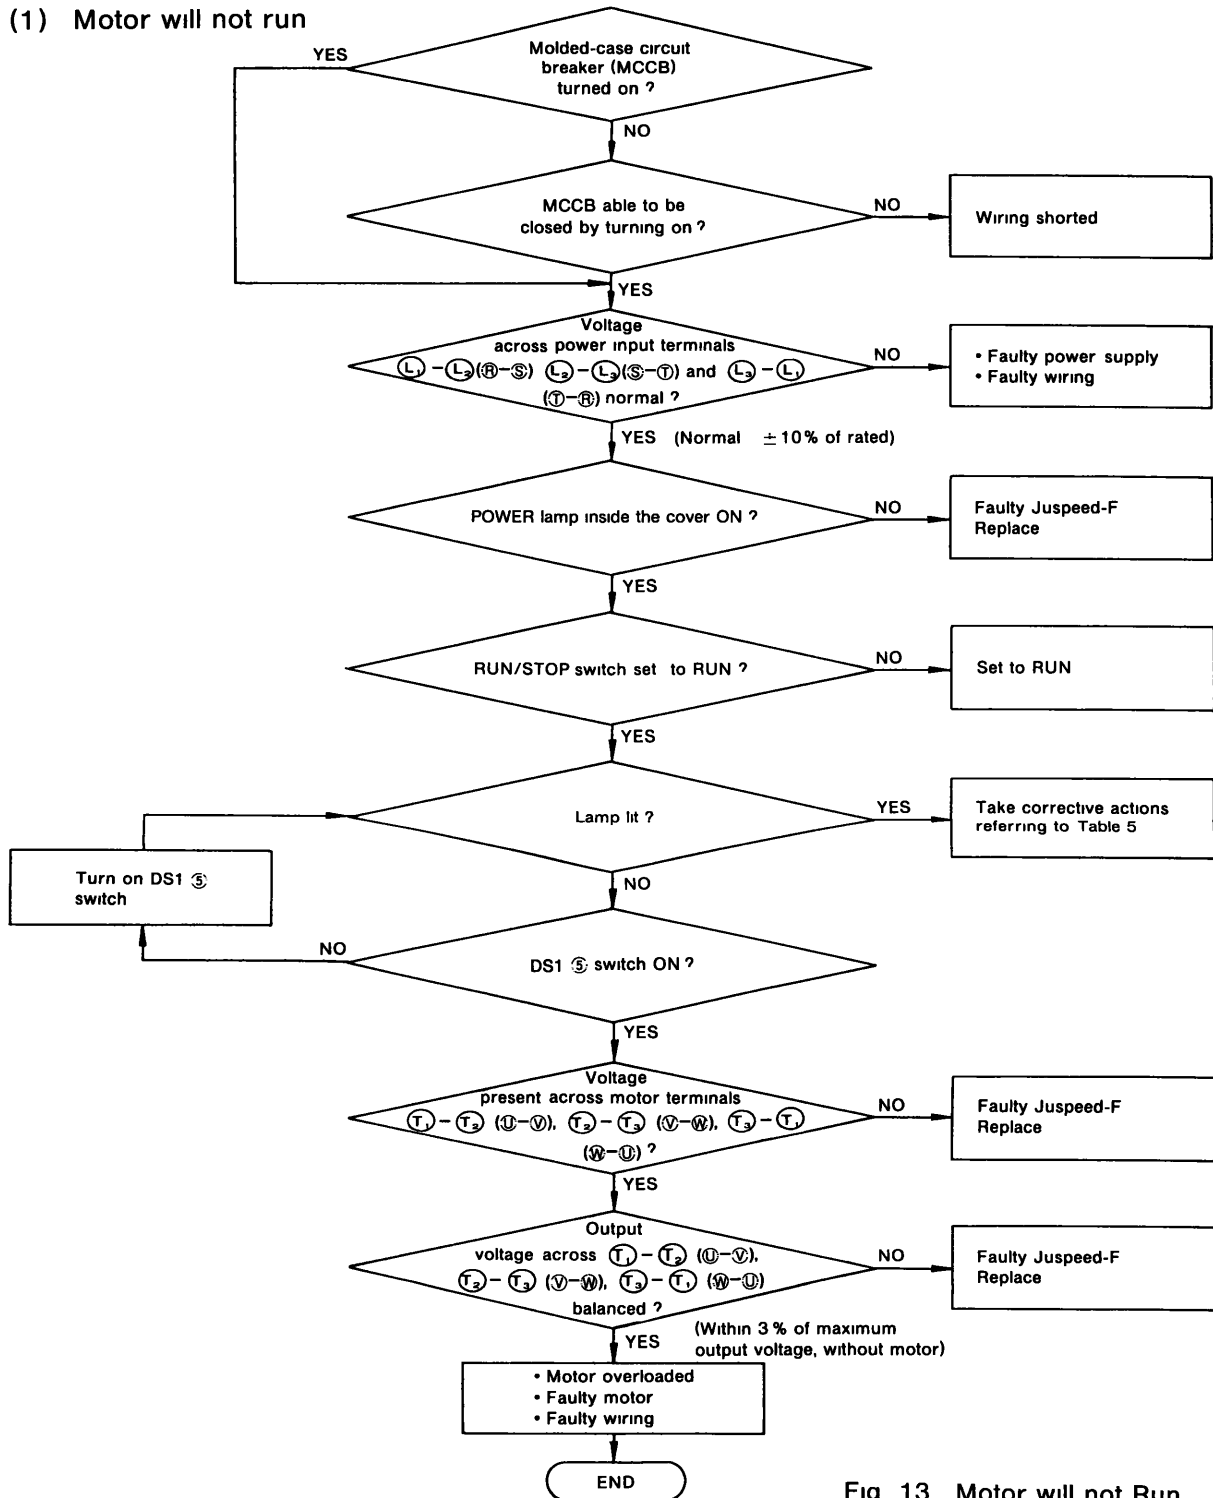 (1) Motor will not run
Molded-case circuit
breaker (MCCB)
turned on ?
YES
NO
MCCB able to be
closed by turning on ?
NO
Wiring shorted
YES
Voltage
across power input terminals
Ⓛ₁ – Ⓛ₂ (Ⓡ–Ⓢ) Ⓛ₂ – Ⓛ₃ (Ⓢ–Ⓣ) and Ⓛ₃ – Ⓛ₁
(Ⓣ–Ⓡ) normal ?
NO
• Faulty power supply
• Faulty wiring
YES (Normal ±10% of rated)
POWER lamp inside the cover ON ?
NO
Faulty Juspeed-F
Replace
YES
RUN/STOP switch set to RUN ?
NO
Set to RUN
YES
Lamp lit ?
YES
Take corrective actions
referring to Table 5
Turn on DS1 ⑤
switch
NO
NO
DS1 ⑤ switch ON ?
YES
Voltage
present across motor terminals
Ⓣ₁ – Ⓣ₂ (Ⓤ–Ⓥ), Ⓣ₂ – Ⓣ₃ (Ⓥ–Ⓦ), Ⓣ₃ – Ⓣ₁
(Ⓦ–Ⓤ) ?
NO
Faulty Juspeed-F
Replace
YES
Output
voltage across Ⓣ₁ – Ⓣ₂ (Ⓤ–Ⓥ),
Ⓣ₂ – Ⓣ₃ (Ⓥ–Ⓦ), Ⓣ₃ – Ⓣ₁ (Ⓦ–Ⓤ)
balanced ?
NO
Faulty Juspeed-F
Replace
YES
(Within 3% of maximum
output voltage, without motor)
• Motor overloaded
• Faulty motor
• Faulty wiring
END
Fig. 13 Motor will not Run